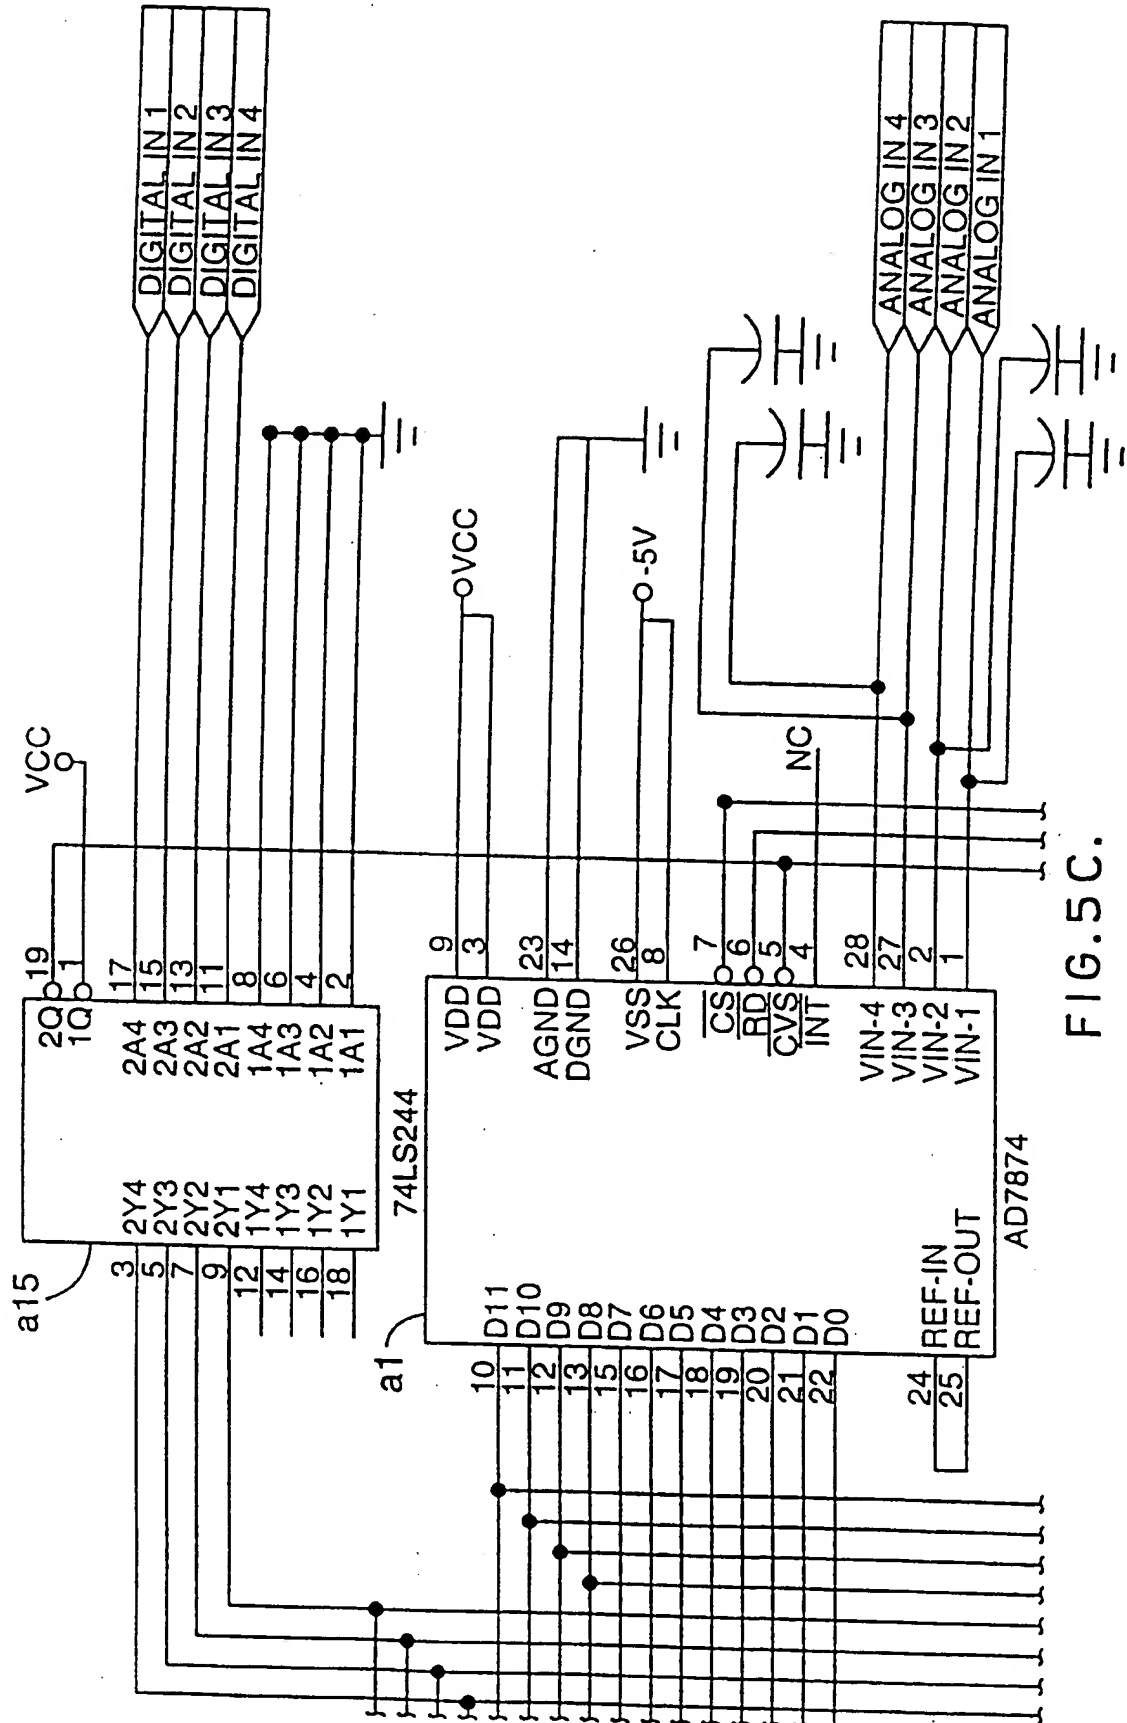 DIGITAL IN 1
DIGITAL IN 2
DIGITAL IN 3
DIGITAL IN 4
VCC
19
1
17
15
13
11
8
6
4
2
2Q
1Q
2A4
2A3
2A2
2A1
1A4
1A3
1A2
1A1
2Y4
2Y3
2Y2
2Y1
1Y4
1Y3
1Y2
1Y1
3
5
7
9
12
14
16
18
a15
74LS244
VCC
-5V
NC
ANALOG IN 4
ANALOG IN 3
ANALOG IN 2
ANALOG IN 1
9
3
23
14
26
8
7
6
5
4
28
27
2
1
VDD
VDD
AGND
DGND
VSS
CLK
CS
RD
CVS
INT
VIN-4
VIN-3
VIN-2
VIN-1
D11
D10
D9
D8
D7
D6
D5
D4
D3
D2
D1
D0
REF-IN
REF-OUT
10
11
12
13
15
16
17
18
19
20
21
22
24
25
a1
AD7874
FIG.5C.